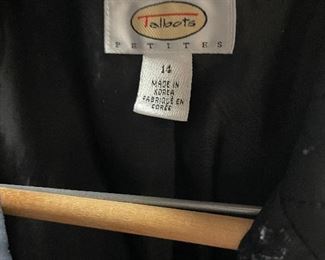 Talbots
PETITES
14
MADE IN
KOREA
FABRIQUÉ EN
CORÉE